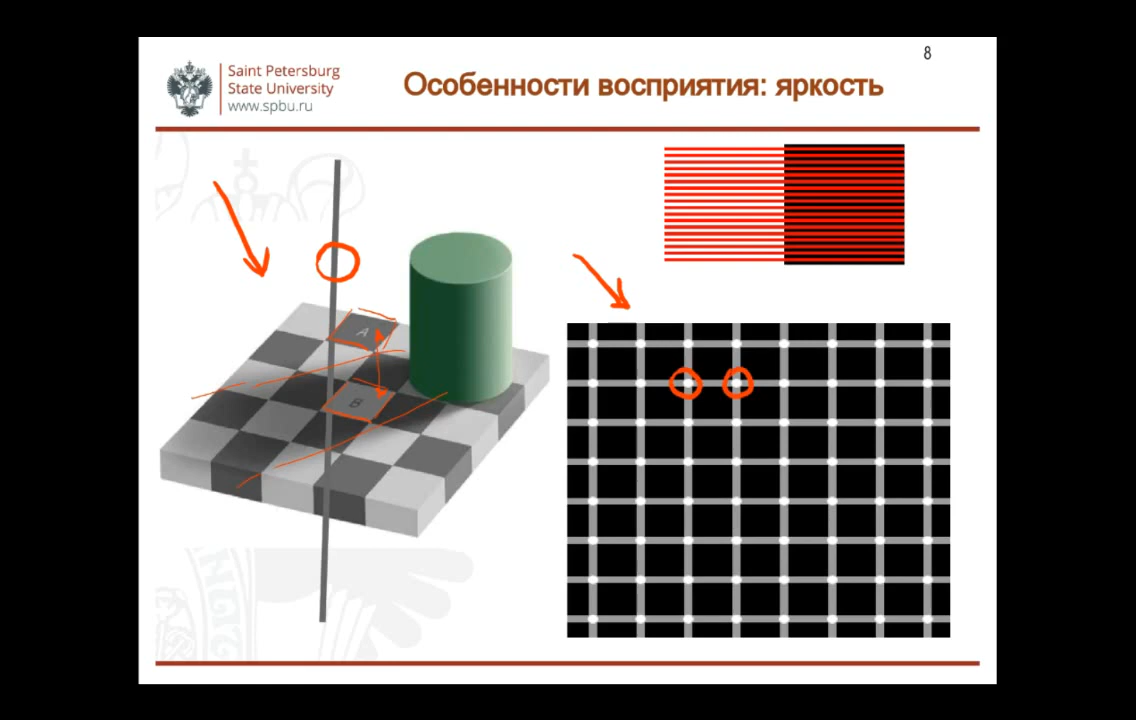 8
Saint Petersburg
State University
www.spbu.ru
Особенности восприятия: яркость
A
B